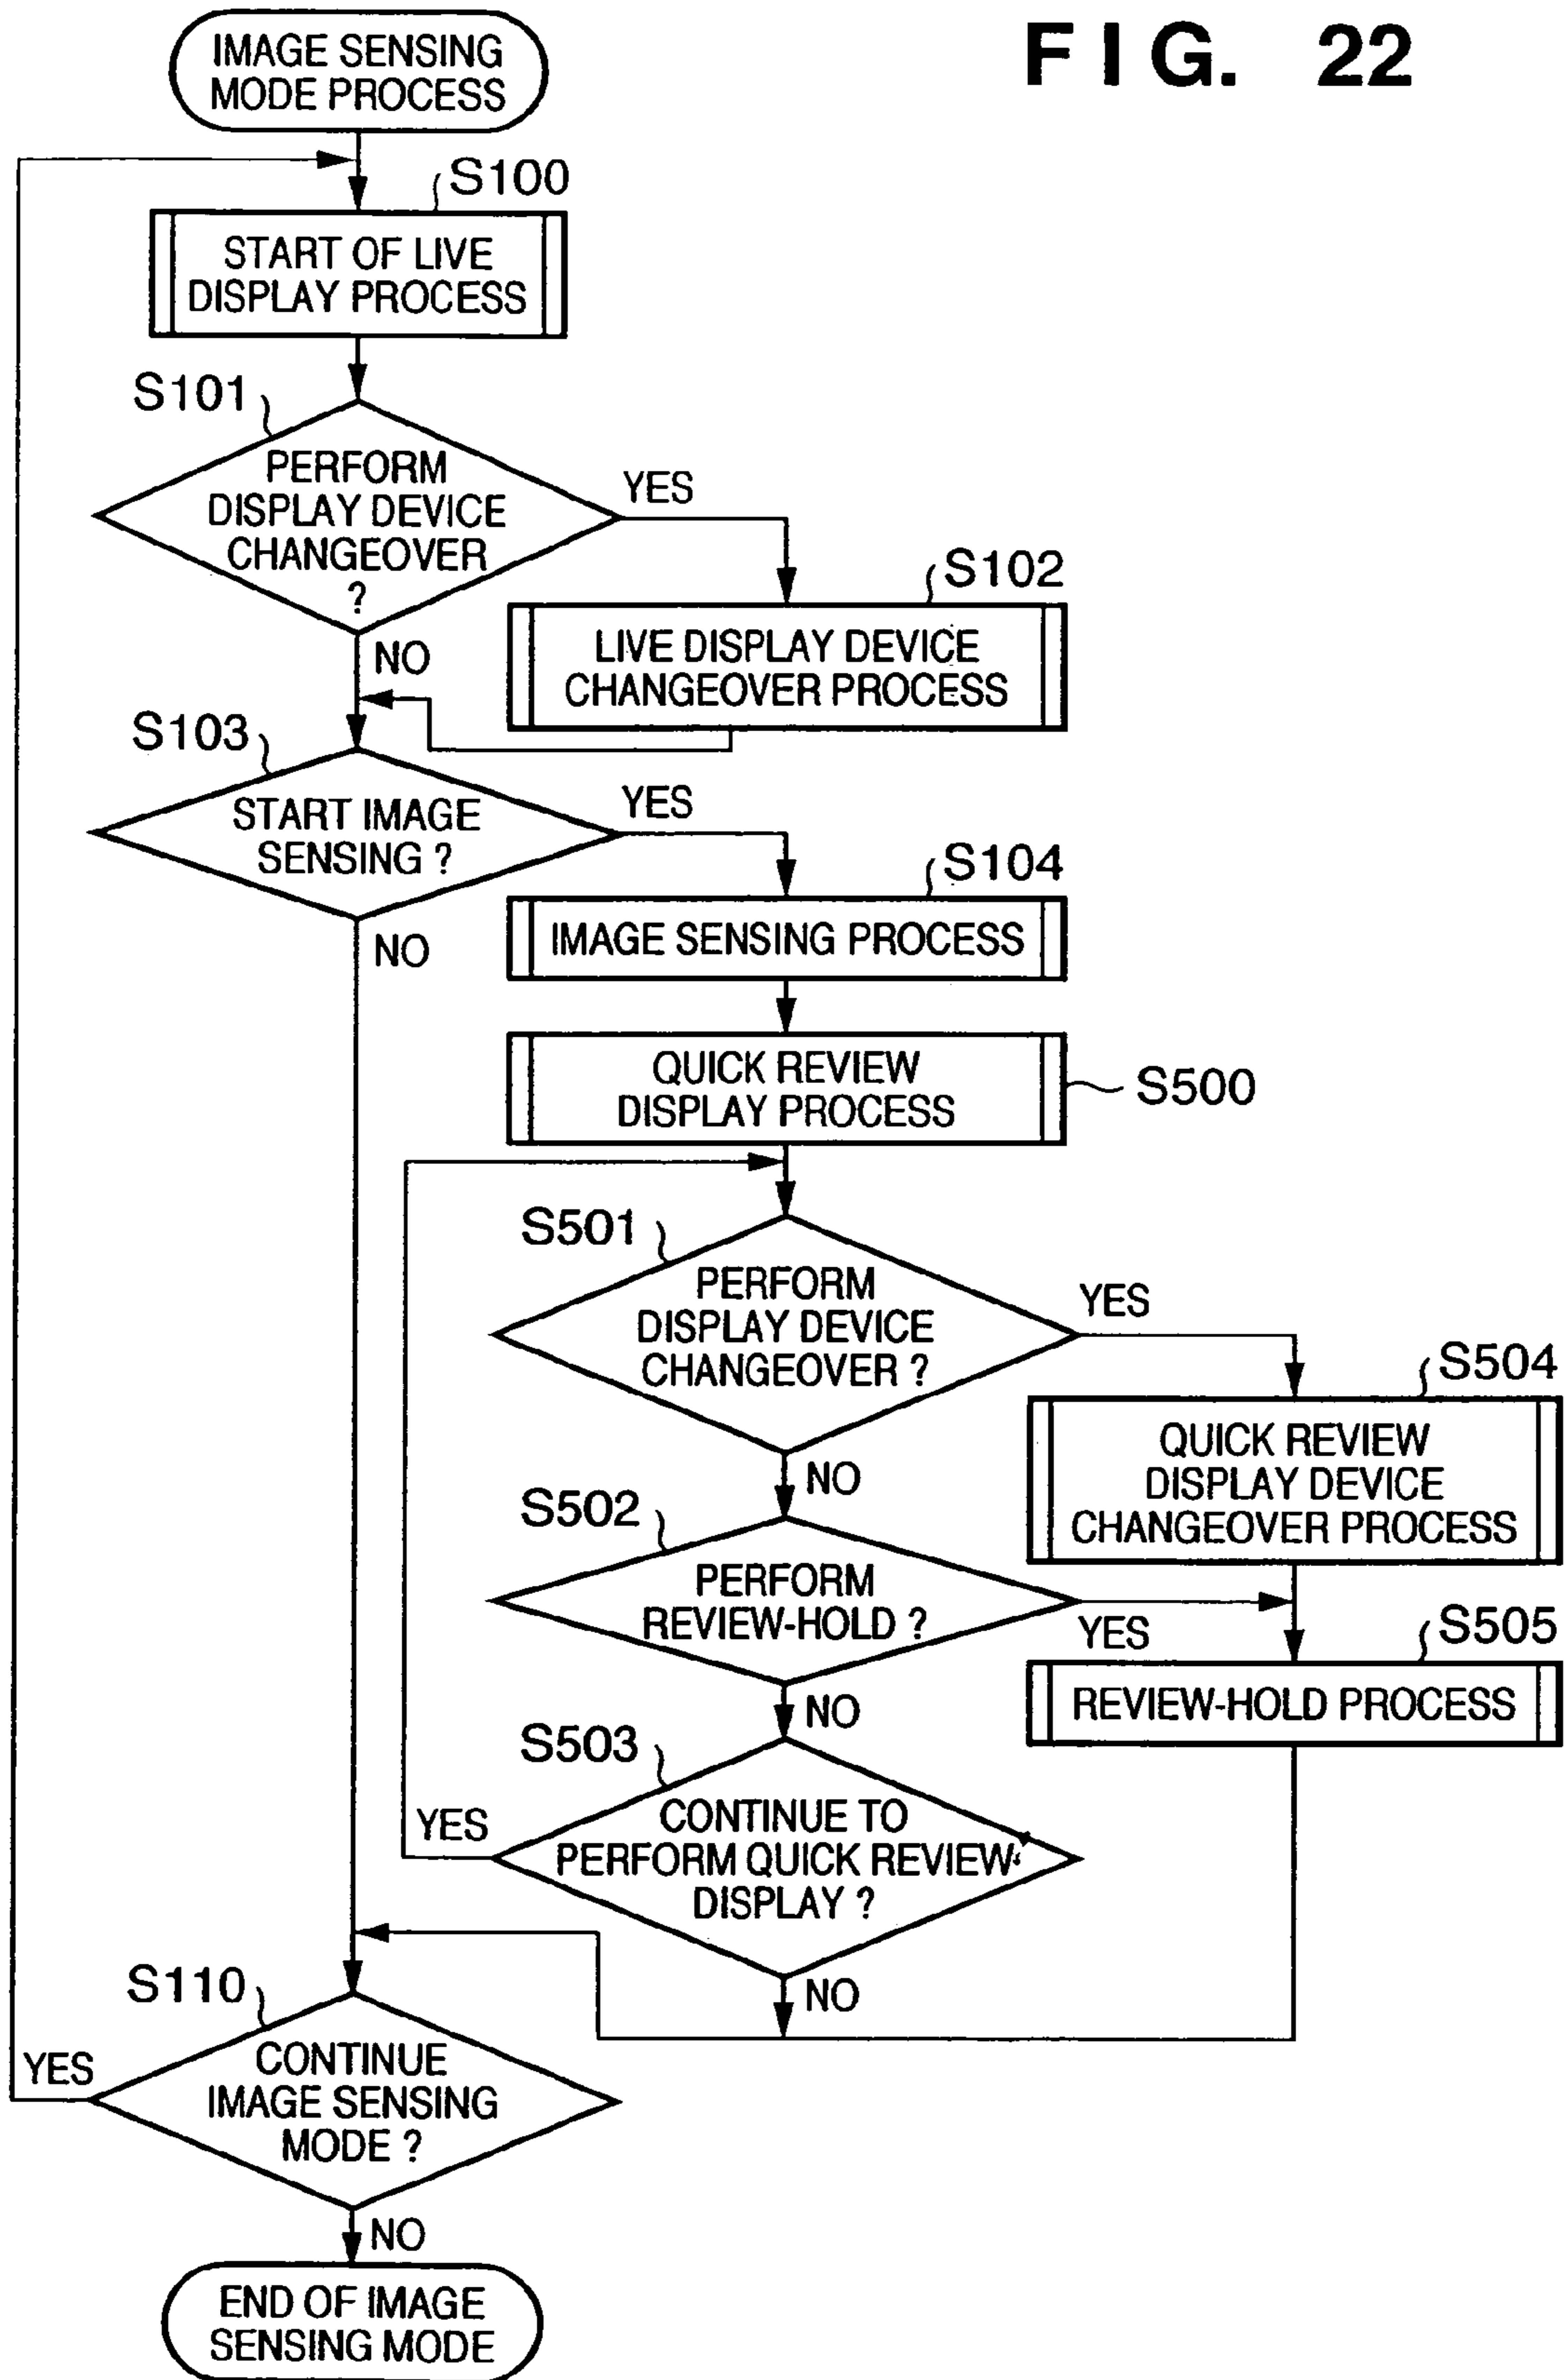 FIG. 22
IMAGE SENSING
MODE PROCESS
S100
START OF LIVE
DISPLAY PROCESS
S101
PERFORM
DISPLAY DEVICE
CHANGEOVER
?
YES
NO
S102
LIVE DISPLAY DEVICE
CHANGEOVER PROCESS
S103
START IMAGE
SENSING ?
YES
NO
S104
IMAGE SENSING PROCESS
QUICK REVIEW
DISPLAY PROCESS
S500
S501
PERFORM
DISPLAY DEVICE
CHANGEOVER ?
YES
NO
S504
QUICK REVIEW
DISPLAY DEVICE
CHANGEOVER PROCESS
S502
PERFORM
REVIEW-HOLD ?
YES
NO
S505
REVIEW-HOLD PROCESS
S503
CONTINUE TO
PERFORM QUICK REVIEW
DISPLAY ?
YES
NO
S110
CONTINUE
IMAGE SENSING
MODE ?
YES
NO
END OF IMAGE
SENSING MODE